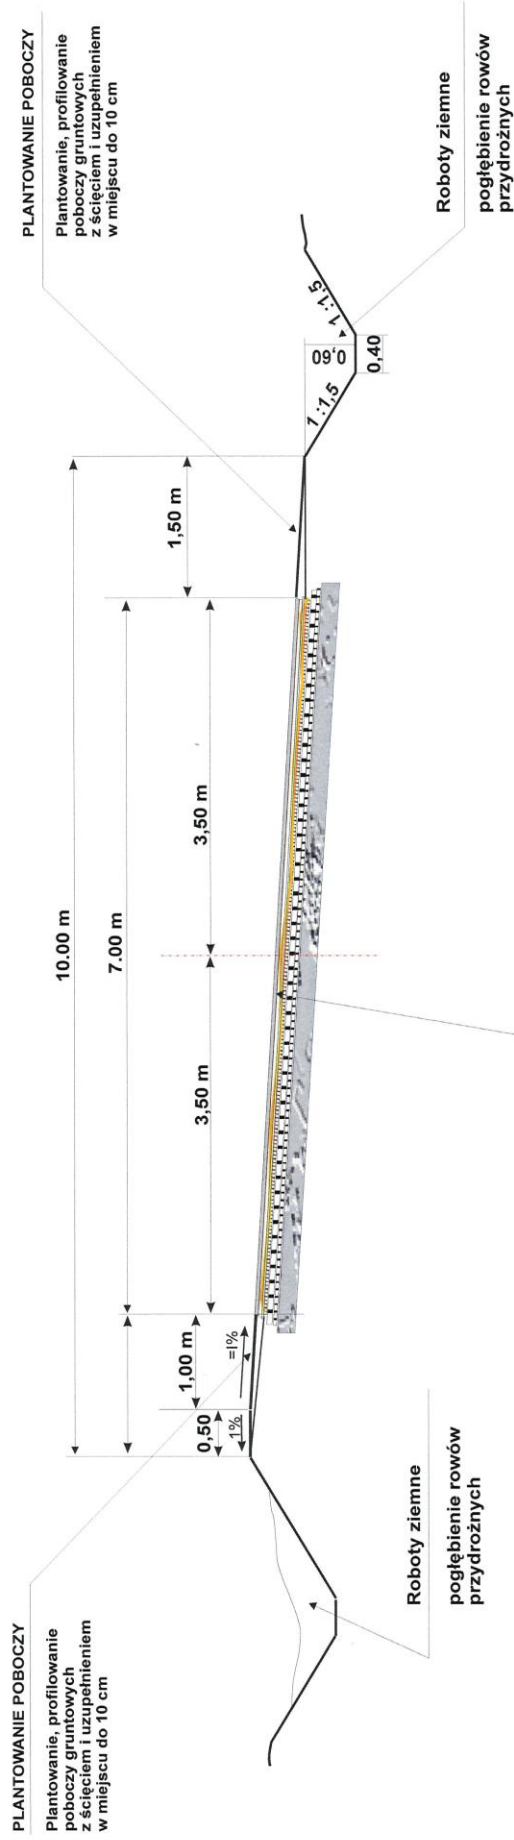 PLANTOWANIE POBOCZY
Plantowanie, profilowanie
poboczy gruntowych
z ścięciem i uzupełnieniem
w miejscu do 10 cm
PLANTOWANIE POBOCZY
Plantowanie, profilowanie
poboczy gruntowych
z ścięciem i uzupełnieniem
w miejscu do 10 cm
10.00 m
7.00 m
0,50
1,00 m
3,50 m
3,50 m
1,50 m
1%
=I%
1:1,5
0,60
1:1,5
0,40
Roboty ziemne
pogłębienie rowów
przydrożnych
Roboty ziemne
pogłębienie rowów
przydrożnych